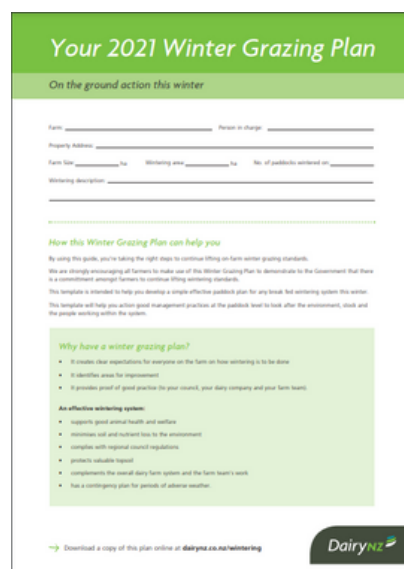 Your 2021 Winter Grazing Plan
On the ground action this winter
Farm: Person in charge:
Property Address:
Farm Size: ha Wintering area: ha No. of paddocks wintered on:
Wintering description:
How this Winter Grazing Plan can help you
By using this guide, you're taking the right steps to continue lifting on-farm winter grazing standards.
We are strongly encouraging all farmers to make use of this Winter Grazing Plan to demonstrate to the Government that there
is a commitment amongst farmers to continue lifting wintering standards.
This template is intended to help you develop a simple effective paddock plan for any break fed wintering system this winter.
This template will help you action good management practices at the paddock level to look after the environment, stock and
the people working within the system.
Why have a winter grazing plan?
• It creates clear expectations for everyone on the farm on how wintering is to be done
• It identifies areas for improvement
• It provides proof of good practice (to your council, your dairy company and your farm team)
An effective wintering system:
• supports good animal health and welfare
• minimises soil and nutrient loss to the environment
• complies with regional council regulations
• protects valuable topsoil
• complements the overall dairy farm system and the farm team's work
• has a contingency plan for periods of adverse weather.
→ Download a copy of this plan online at dairynz.co.nz/wintering
DairyNZ